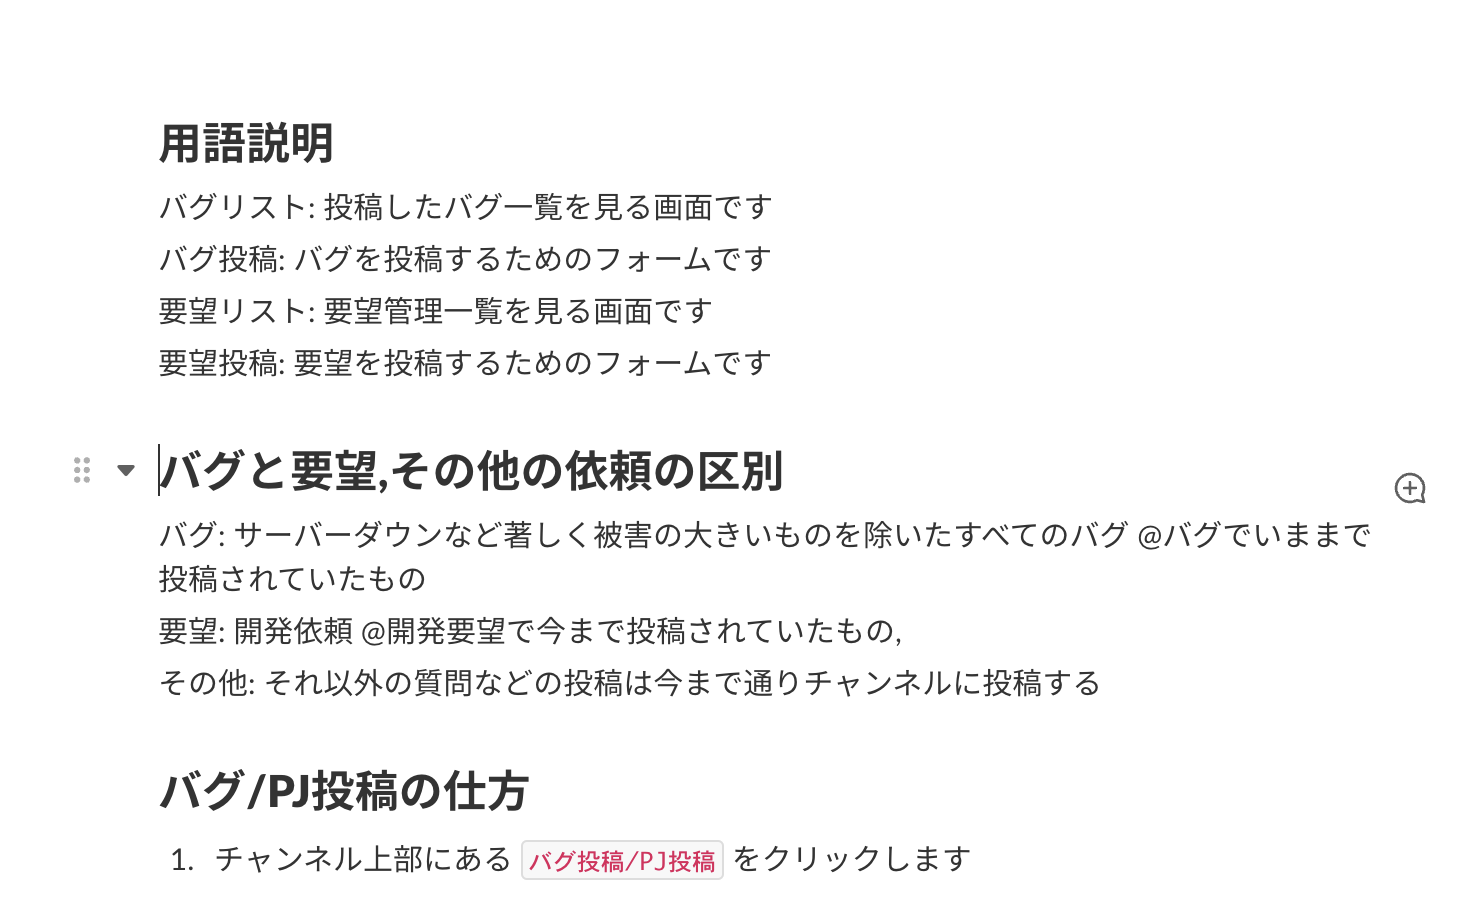 用語説明
バグリスト: 投稿したバグ一覧を見る画面です
バグ投稿: バグを投稿するためのフォームです
要望リスト: 要望管理一覧を見る画面です
要望投稿: 要望を投稿するためのフォームです
バグと要望,その他の依頼の区別
バグ: サーバーダウンなど著しく被害の大きいものを除いたすべてのバグ @バグでいままで
投稿されていたもの
要望: 開発依頼 @開発要望で今まで投稿されていたもの,
その他: それ以外の質問などの投稿は今まで通りチャンネルに投稿する
バグ/PJ投稿の仕方
1. チャンネル上部にある バグ投稿/PJ投稿 をクリックします